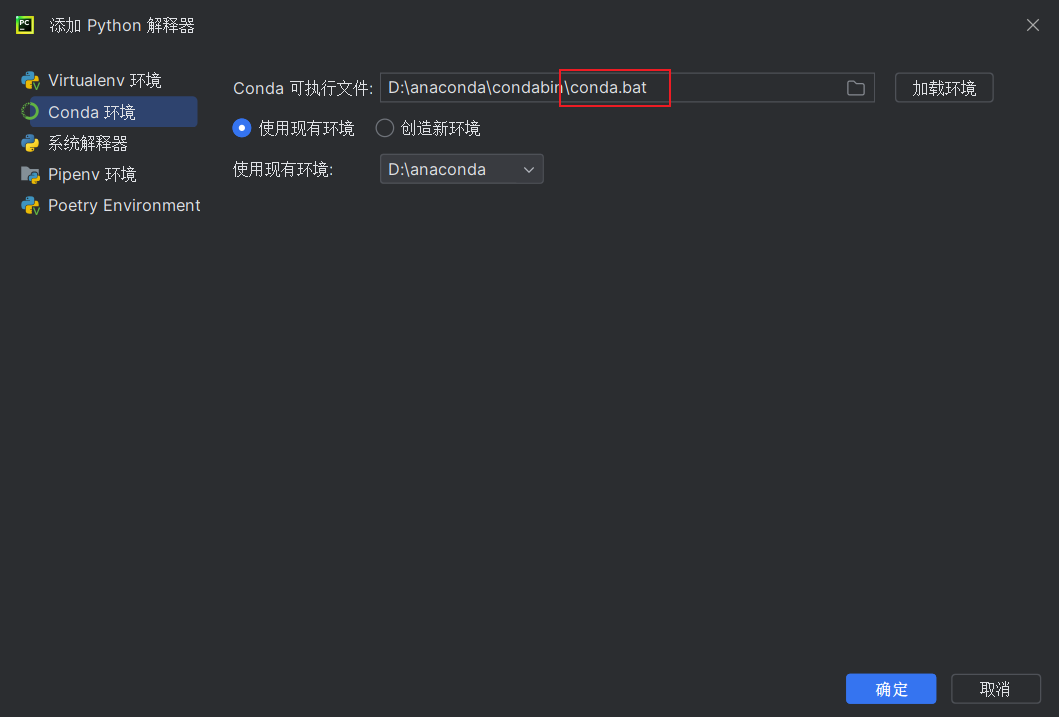 添加 Python 解释器
Virtualenv 环境
Conda 环境
系统解释器
Pipenv 环境
Poetry Environment
Conda 可执行文件: D:\anaconda\condabin\conda.bat 加载环境
使用现有环境 创造新环境
使用现有环境: D:\anaconda
确定 取消